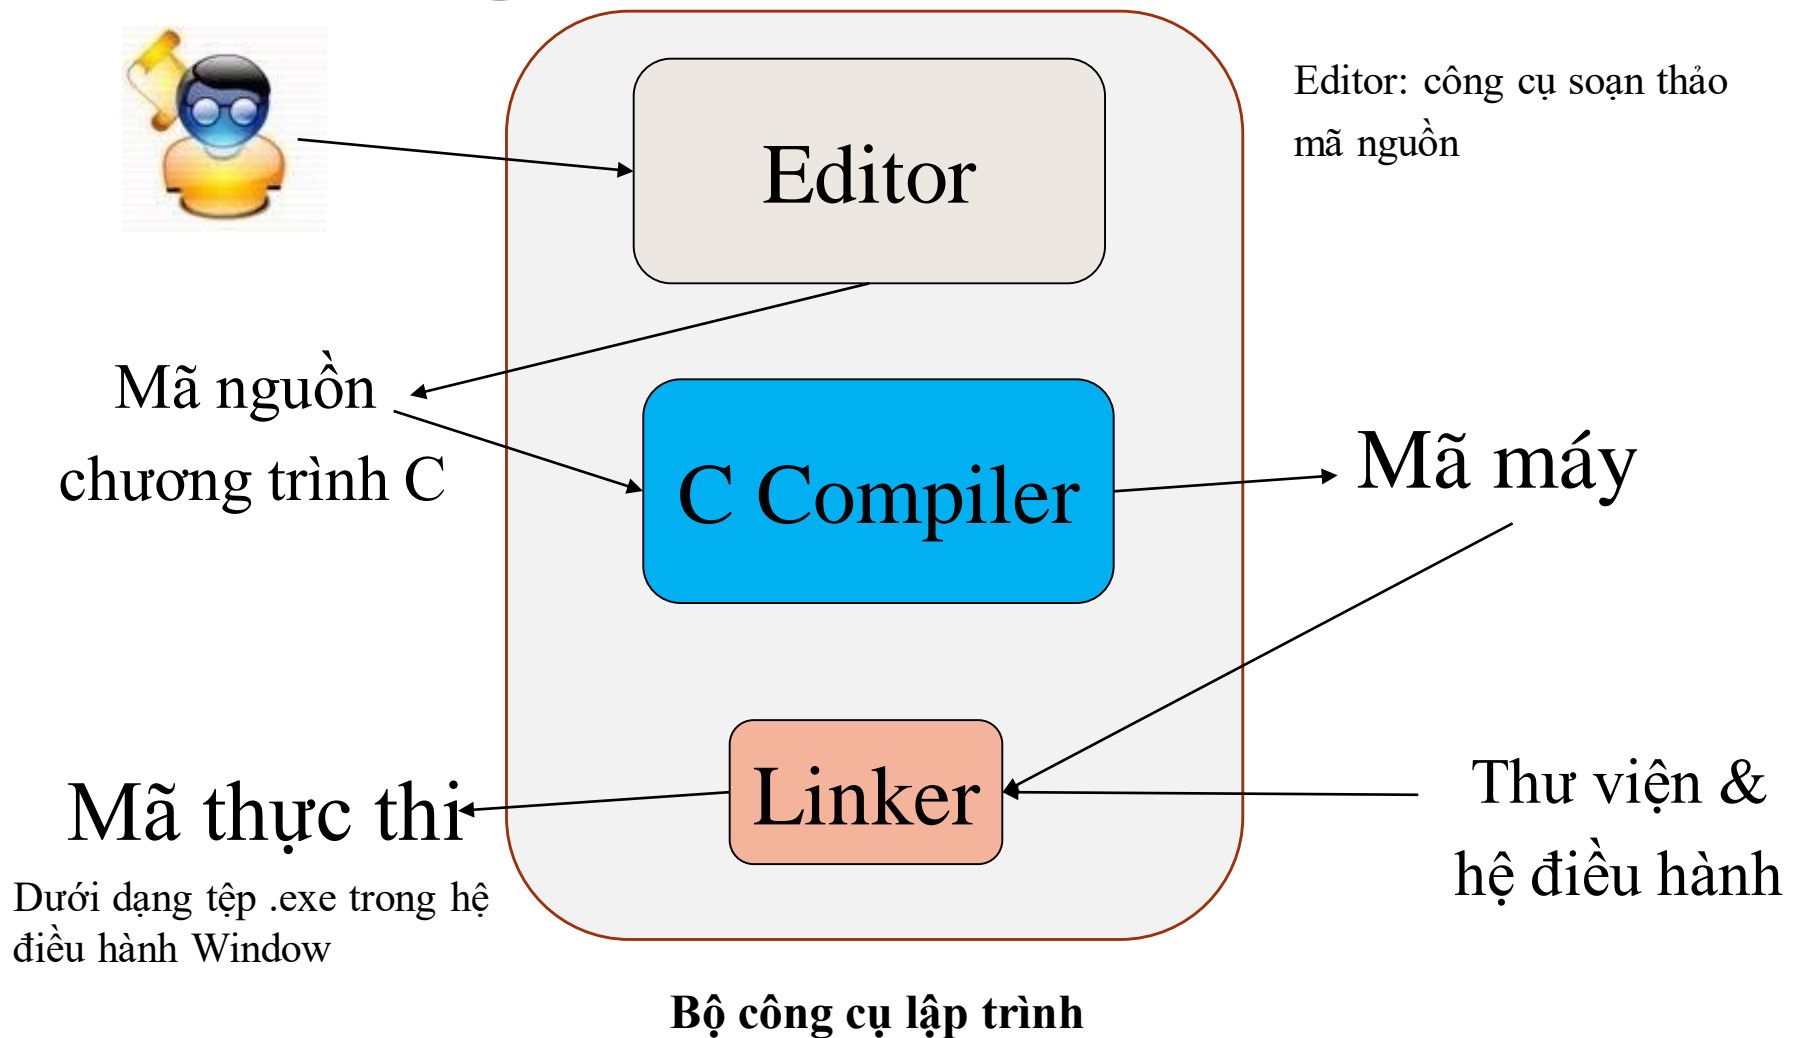 Editor
Editor: công cụ soạn thảo
mã nguồn
Mã nguồn
chương trình C
C Compiler
Mã máy
Linker
Thư viện &
hệ điều hành
Mã thực thi
Dưới dạng tệp .exe trong hệ
điều hành Window
Bộ công cụ lập trình